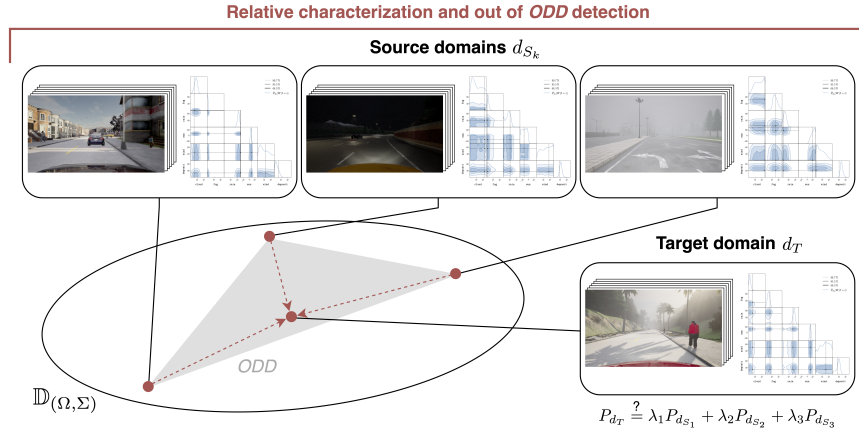 Relative characterization and out of ODD detection
Source domains $d_{S_k}$
Target domain $d_T$
ODD
$\mathbb{D}_{(\Omega,\Sigma)}$
$P_{d_T} \stackrel{?}{=} \lambda_1 P_{d_{S_1}} + \lambda_2 P_{d_{S_2}} + \lambda_3 P_{d_{S_3}}$